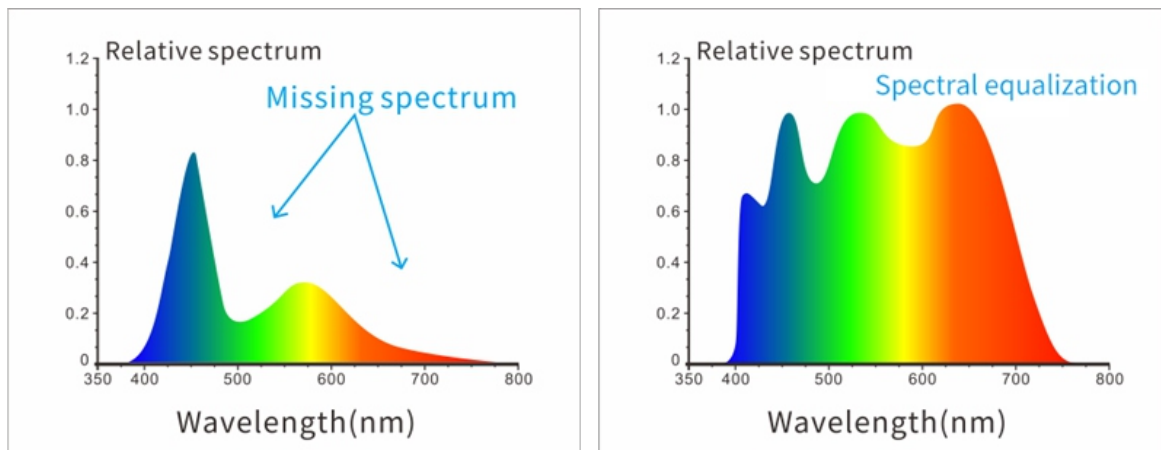 Relative spectrum
Missing spectrum
1.2
1.0
0.8
0.6
0.4
0.2
0
350 400 500 600 700 800
Wavelength(nm)
Relative spectrum
Spectral equalization
1.2
1.0
0.8
0.6
0.4
0.2
0
350 400 500 600 700 800
Wavelength(nm)